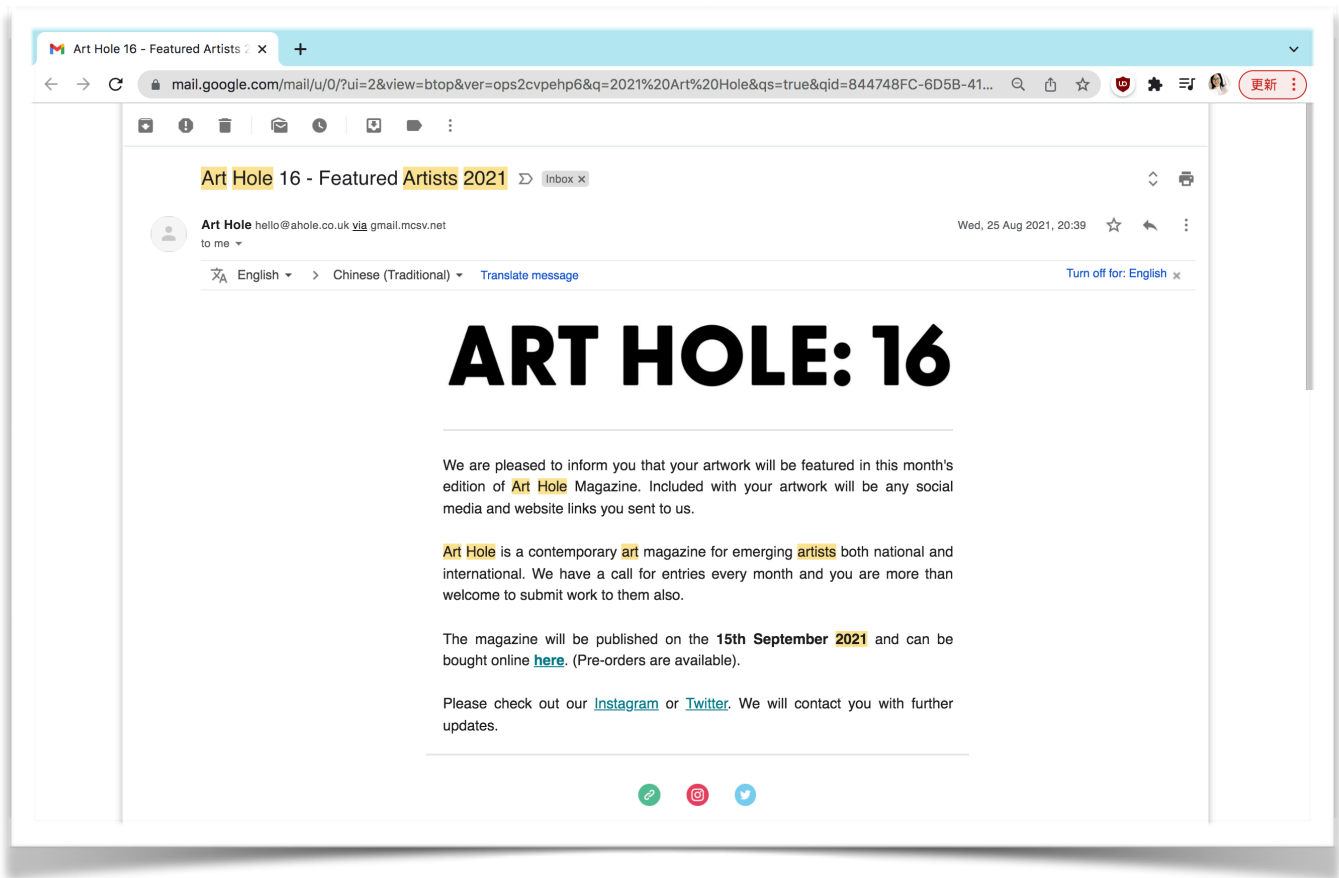 Art Hole 16 - Featured Artists 2
mail.google.com/mail/u/0/?ui=2&view=btop&ver=ops2cvpehp6&q=2021%20Art%20Hole&qs=true&qid=844748FC-6D5B-41...
更新
Art Hole 16 - Featured Artists 2021 Inbox ×
Art Hole hello@ahole.co.uk via gmail.mcsv.net Wed, 25 Aug 2021, 20:39
to me
English > Chinese (Traditional) Translate message Turn off for: English ×
ART HOLE: 16
We are pleased to inform you that your artwork will be featured in this month's
edition of Art Hole Magazine. Included with your artwork will be any social
media and website links you sent to us.
Art Hole is a contemporary art magazine for emerging artists both national and
international. We have a call for entries every month and you are more than
welcome to submit work to them also.
The magazine will be published on the 15th September 2021 and can be
bought online here. (Pre-orders are available).
Please check out our Instagram or Twitter. We will contact you with further
updates.